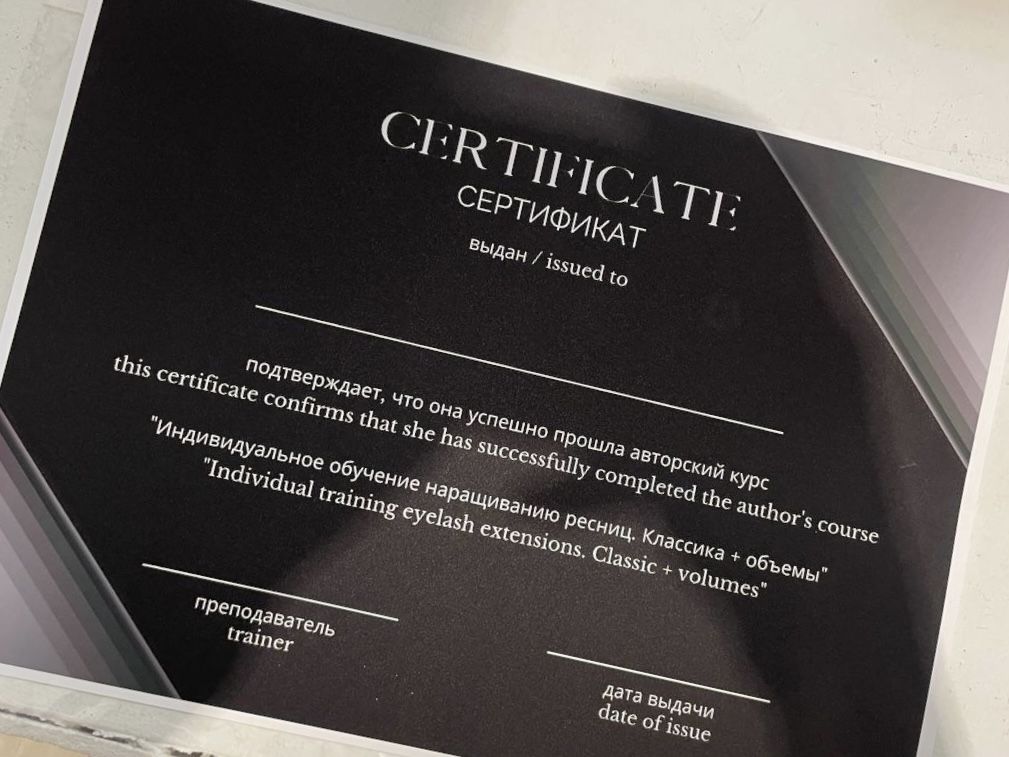 CERTIFICATE
СЕРТИФИКАТ
выдан / issued to
подтверждает, что она успешно прошла авторский курс
this certificate confirms that she has successfully completed the author's course
"Индивидуальное обучение наращиванию ресниц. Классика + объемы"
"Individual training eyelash extensions. Classic + volumes"
преподаватель
trainer
дата выдачи
date of issue